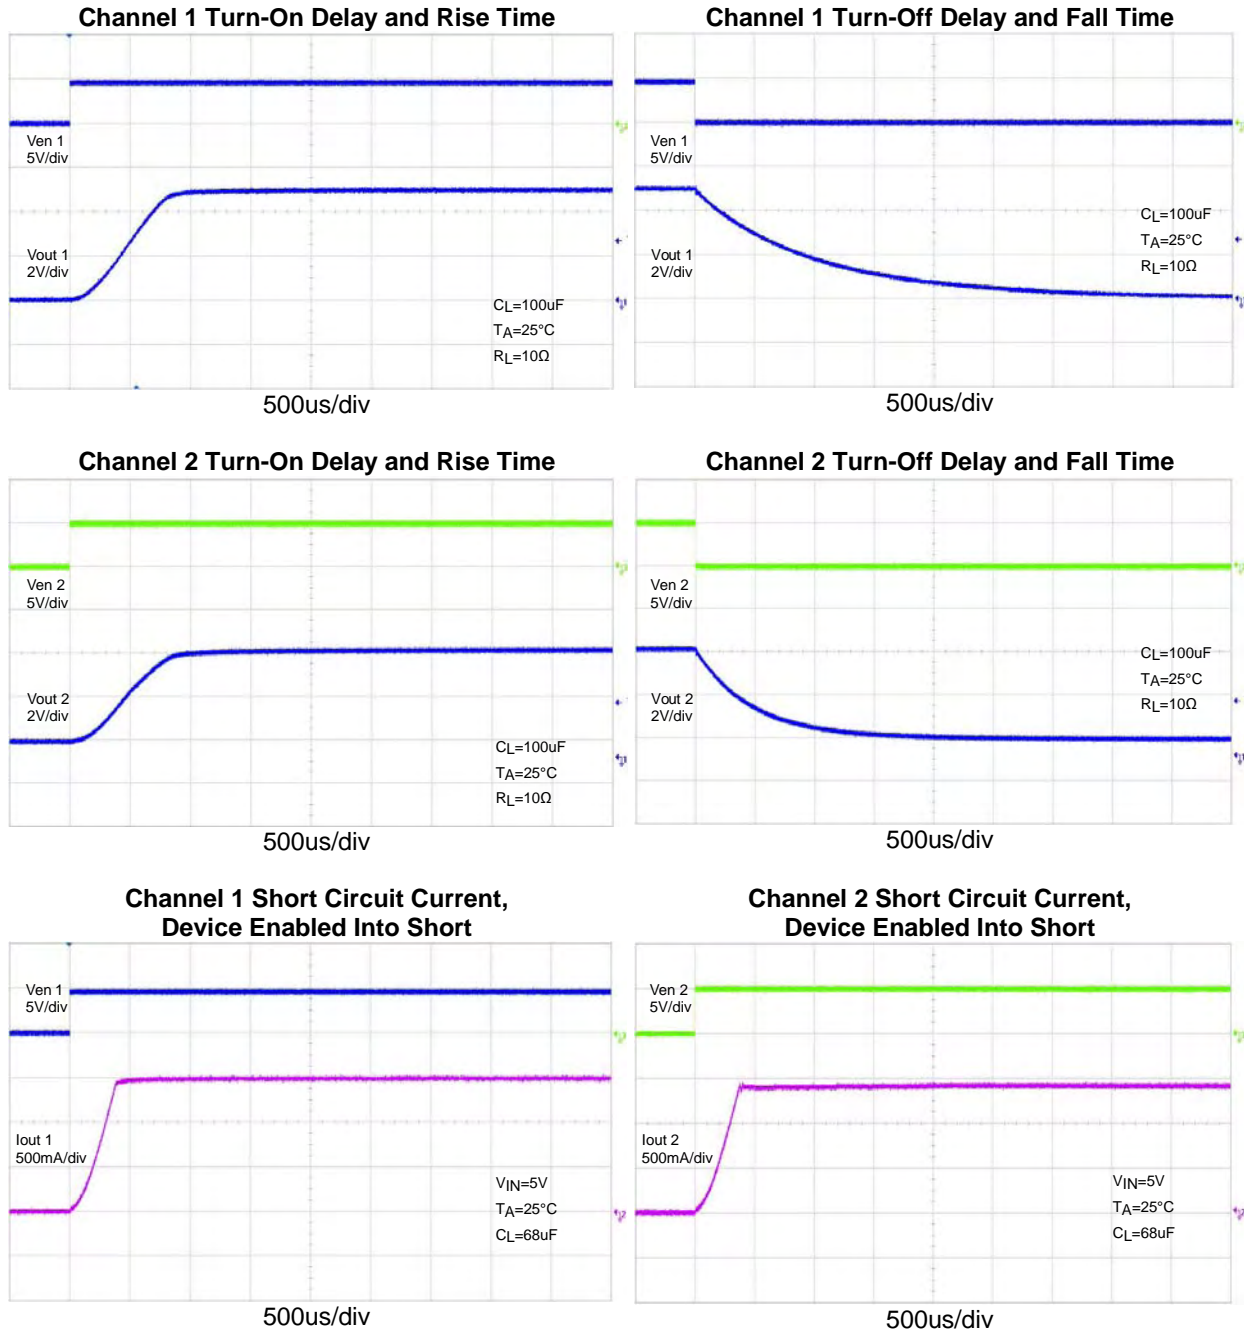 Channel 1 Turn-On Delay and Rise Time
Ven 1
5V/div
Vout 1
2V/div
CL=100uF
TA=25°C
RL=10Ω
500us/div
Channel 1 Turn-Off Delay and Fall Time
Ven 1
5V/div
Vout 1
2V/div
CL=100uF
TA=25°C
RL=10Ω
500us/div
Channel 2 Turn-On Delay and Rise Time
Ven 2
5V/div
Vout 2
2V/div
CL=100uF
TA=25°C
RL=10Ω
500us/div
Channel 2 Turn-Off Delay and Fall Time
Ven 2
5V/div
Vout 2
2V/div
CL=100uF
TA=25°C
RL=10Ω
500us/div
Channel 1 Short Circuit Current,
Device Enabled Into Short
Ven 1
5V/div
Iout 1
500mA/div
VIN=5V
TA=25°C
CL=68uF
500us/div
Channel 2 Short Circuit Current,
Device Enabled Into Short
Ven 2
5V/div
Iout 2
500mA/div
VIN=5V
TA=25°C
CL=68uF
500us/div